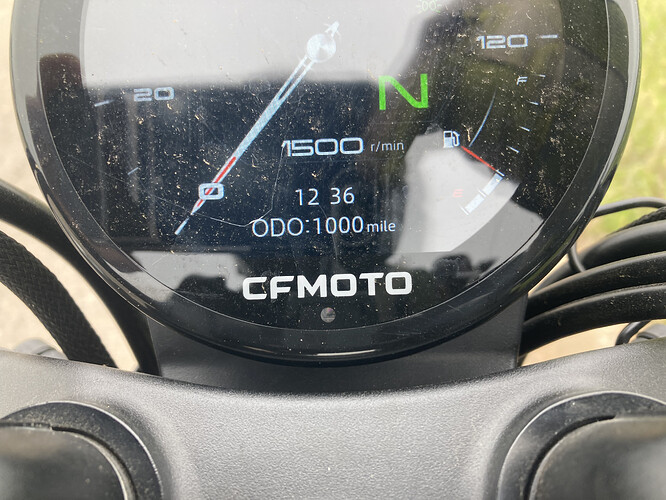 120
20
F
N
1500 r/min
0
E
12 36
ODO:1000 mile
CFMOTO